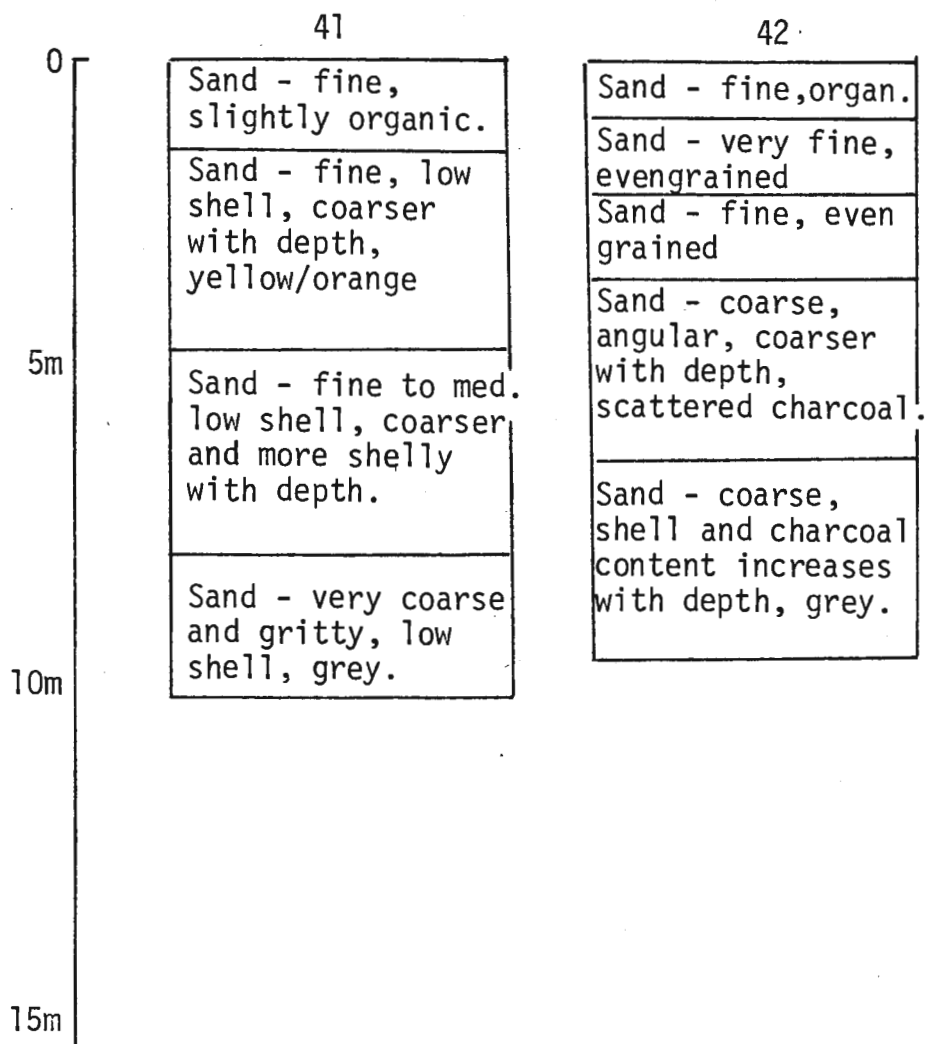 41
42
0
Sand - fine,
slightly organic.
Sand - fine, low
shell, coarser
with depth,
yellow/orange
5m
Sand - fine to med.
low shell, coarser
and more shelly
with depth.
Sand - very coarse
and gritty, low
shell, grey.
10m
15m
Sand - fine,organ.
Sand - very fine,
evengrained
Sand - fine, even
grained
Sand - coarse,
angular, coarser
with depth,
scattered charcoal.
Sand - coarse,
shell and charcoal
content increases
with depth, grey.